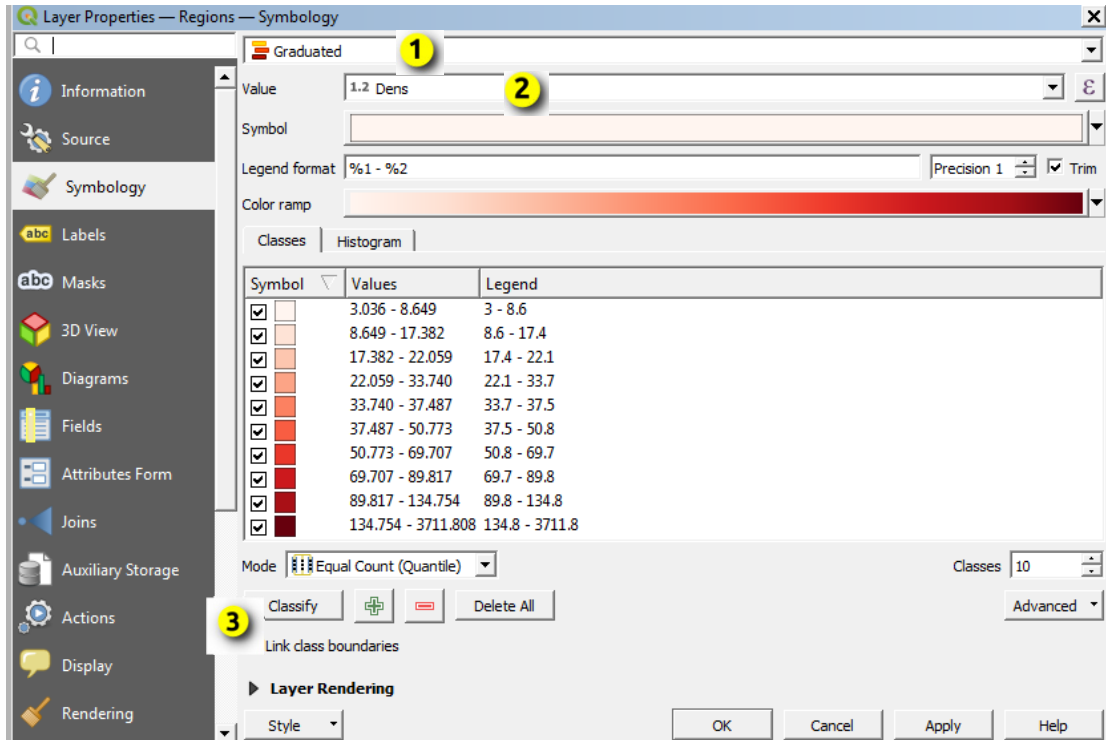 Layer Properties — Regions — Symbology
Graduated
1
Information
Source
Symbology
Labels
Masks
3D View
Diagrams
Fields
Attributes Form
Joins
Auxiliary Storage
Actions
Display
Rendering
Value 1.2 Dens ε
2
Symbol
Legend format %1 - %2 Precision 1 Trim
Color ramp
Classes Histogram
Symbol Values Legend
3.036 - 8.649 3 - 8.6
8.649 - 17.382 8.6 - 17.4
17.382 - 22.059 17.4 - 22.1
22.059 - 33.740 22.1 - 33.7
33.740 - 37.487 33.7 - 37.5
37.487 - 50.773 37.5 - 50.8
50.773 - 69.707 50.8 - 69.7
69.707 - 89.817 69.7 - 89.8
89.817 - 134.754 89.8 - 134.8
134.754 - 3711.808 134.8 - 3711.8
Mode Equal Count (Quantile) Classes 10
3
Classify Delete All Advanced
Link class boundaries
Layer Rendering
Style OK Cancel Apply Help
abc
abc